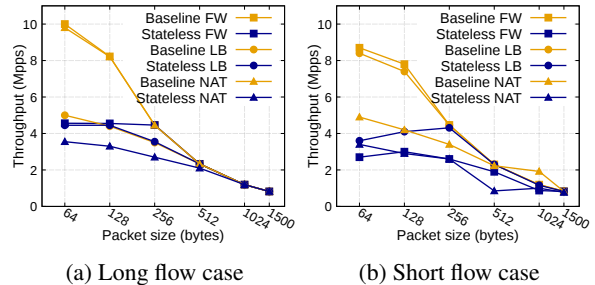 Baseline FW
Stateless FW
Baseline LB
Stateless LB
Baseline NAT
Stateless NAT
Throughput (Mpps)
10
8
6
4
2
0
64
128
256
512
1024
1500
Packet size (bytes)
(a) Long flow case
Baseline FW
Stateless FW
Baseline LB
Stateless LB
Baseline NAT
Stateless NAT
Throughput (Mpps)
10
8
6
4
2
0
64
128
256
512
1024
1500
Packet size (bytes)
(b) Short flow case